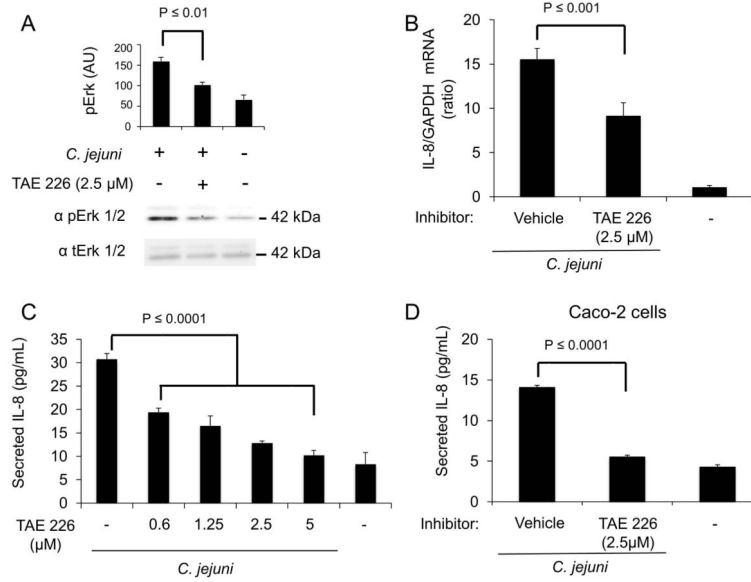 A
P ≤ 0.01
pErk (AU)
200
150
100
50
0
C. jejuni + + -
TAE 226 (2.5 µM) - + -
α pErk 1/2 – 42 kDa
α tErk 1/2 – 42 kDa
B
P ≤ 0.001
IL-8/GAPDH mRNA
(ratio)
20
15
10
5
0
Inhibitor: Vehicle TAE 226 -
(2.5 µM)
C. jejuni
C
P ≤ 0.0001
Secreted IL-8 (pg/mL)
35
30
25
20
15
10
5
0
TAE 226 - 0.6 1.25 2.5 5 -
(µM)
C. jejuni
D
Caco-2 cells
P ≤ 0.0001
Secreted IL-8 (pg/mL)
20
15
10
5
0
Inhibitor: Vehicle TAE 226 -
(2.5µM)
C. jejuni